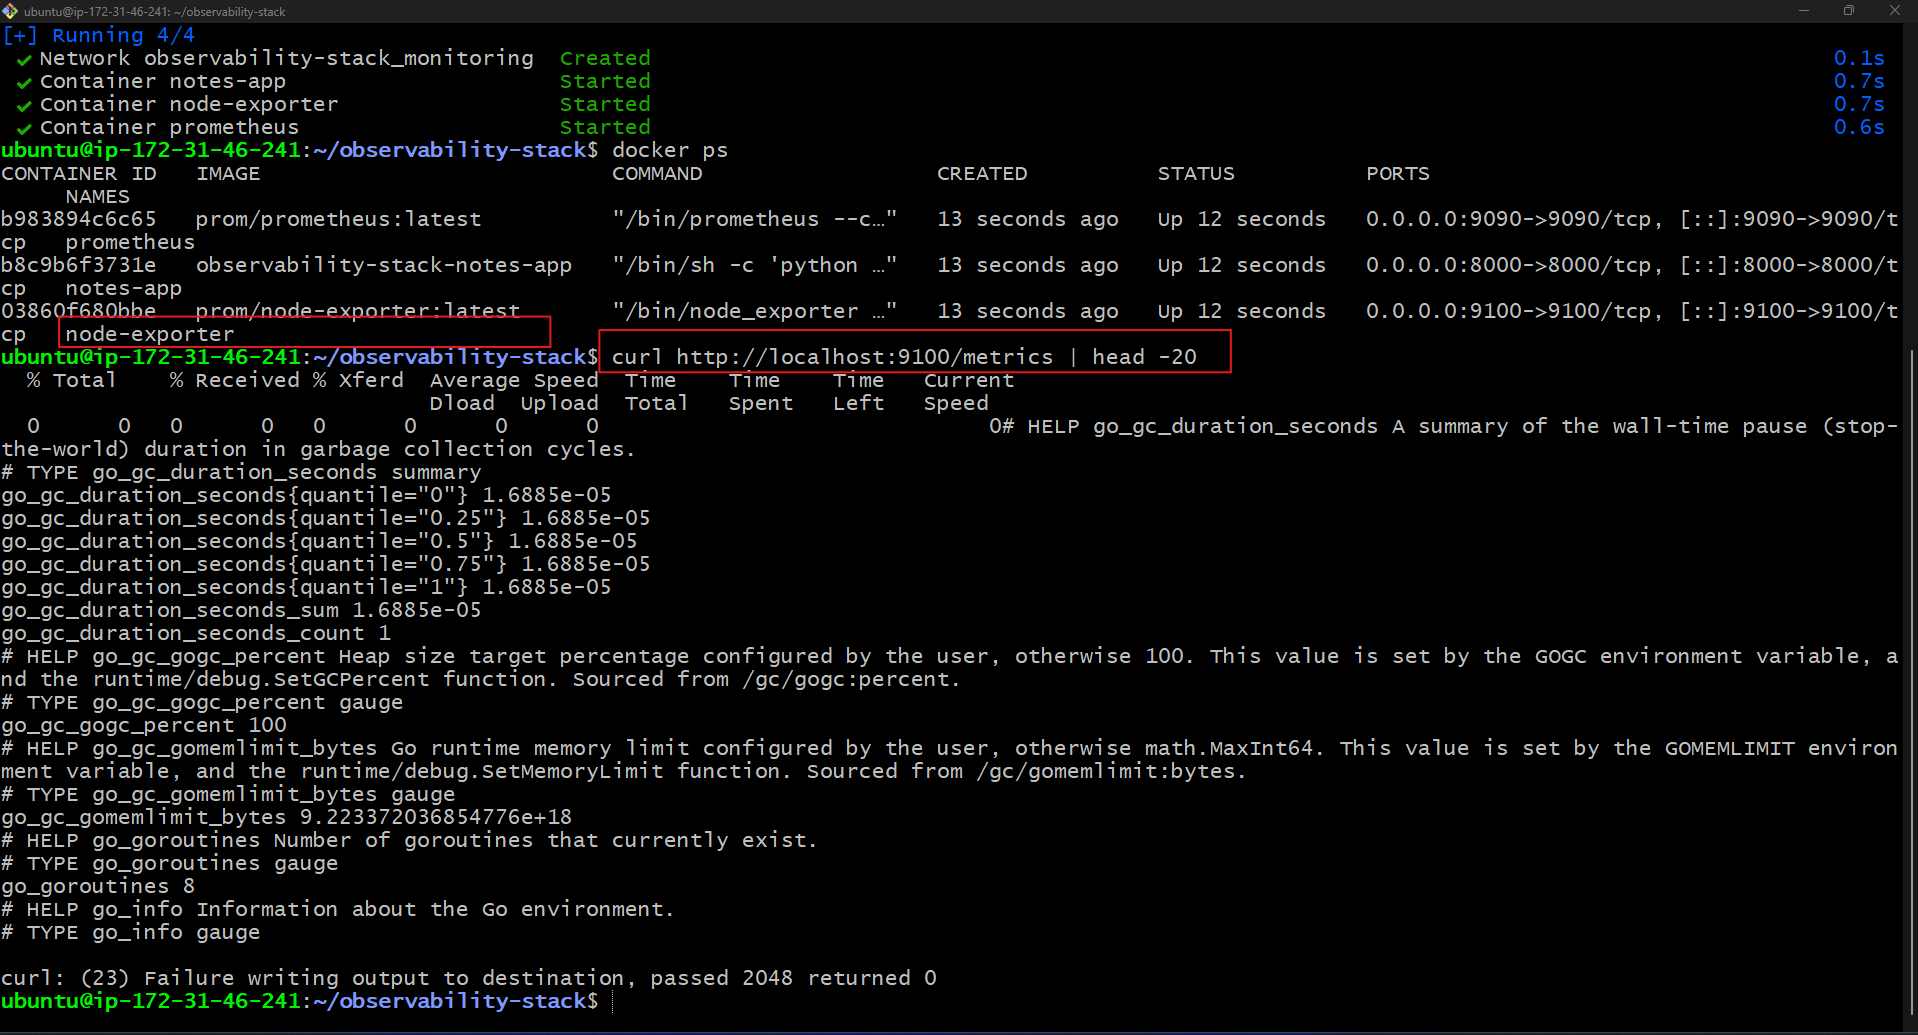 ubuntu@ip-172-31-46-241: ~/observability-stack
[+] Running 4/4
✔ Network observability-stack_monitoring Created 0.1s
✔ Container notes-app Started 0.7s
✔ Container node-exporter Started 0.7s
✔ Container prometheus Started 0.6s
ubuntu@ip-172-31-46-241:~/observability-stack$ docker ps
CONTAINER ID IMAGE COMMAND CREATED STATUS PORTS
NAMES
b983894c6c65 prom/prometheus:latest "/bin/prometheus --c…" 13 seconds ago Up 12 seconds 0.0.0.0:9090->9090/tcp, [::]:9090->9090/t
cp prometheus
b8c9b6f3731e observability-stack-notes-app "/bin/sh -c 'python …" 13 seconds ago Up 12 seconds 0.0.0.0:8000->8000/tcp, [::]:8000->8000/t
cp notes-app
03860f680bbe prom/node-exporter:latest "/bin/node_exporter …" 13 seconds ago Up 12 seconds 0.0.0.0:9100->9100/tcp, [::]:9100->9100/t
cp node-exporter
ubuntu@ip-172-31-46-241:~/observability-stack$ curl http://localhost:9100/metrics | head -20
% Total % Received % Xferd Average Speed Time Time Time Current
Dload Upload Total Spent Left Speed
0 0 0 0 0 0 0 0 0# HELP go_gc_duration_seconds A summary of the wall-time pause (stop-
the-world) duration in garbage collection cycles.
# TYPE go_gc_duration_seconds summary
go_gc_duration_seconds{quantile="0"} 1.6885e-05
go_gc_duration_seconds{quantile="0.25"} 1.6885e-05
go_gc_duration_seconds{quantile="0.5"} 1.6885e-05
go_gc_duration_seconds{quantile="0.75"} 1.6885e-05
go_gc_duration_seconds{quantile="1"} 1.6885e-05
go_gc_duration_seconds_sum 1.6885e-05
go_gc_duration_seconds_count 1
# HELP go_gc_gogc_percent Heap size target percentage configured by the user, otherwise 100. This value is set by the GOGC environment variable, a
nd the runtime/debug.SetGCPercent function. Sourced from /gc/gogc:percent.
# TYPE go_gc_gogc_percent gauge
go_gc_gogc_percent 100
# HELP go_gc_gomemlimit_bytes Go runtime memory limit configured by the user, otherwise math.MaxInt64. This value is set by the GOMEMLIMIT environ
ment variable, and the runtime/debug.SetMemoryLimit function. Sourced from /gc/gomemlimit:bytes.
# TYPE go_gc_gomemlimit_bytes gauge
go_gc_gomemlimit_bytes 9.223372036854776e+18
# HELP go_goroutines Number of goroutines that currently exist.
# TYPE go_goroutines gauge
go_goroutines 8
# HELP go_info Information about the Go environment.
# TYPE go_info gauge
curl: (23) Failure writing output to destination, passed 2048 returned 0
ubuntu@ip-172-31-46-241:~/observability-stack$